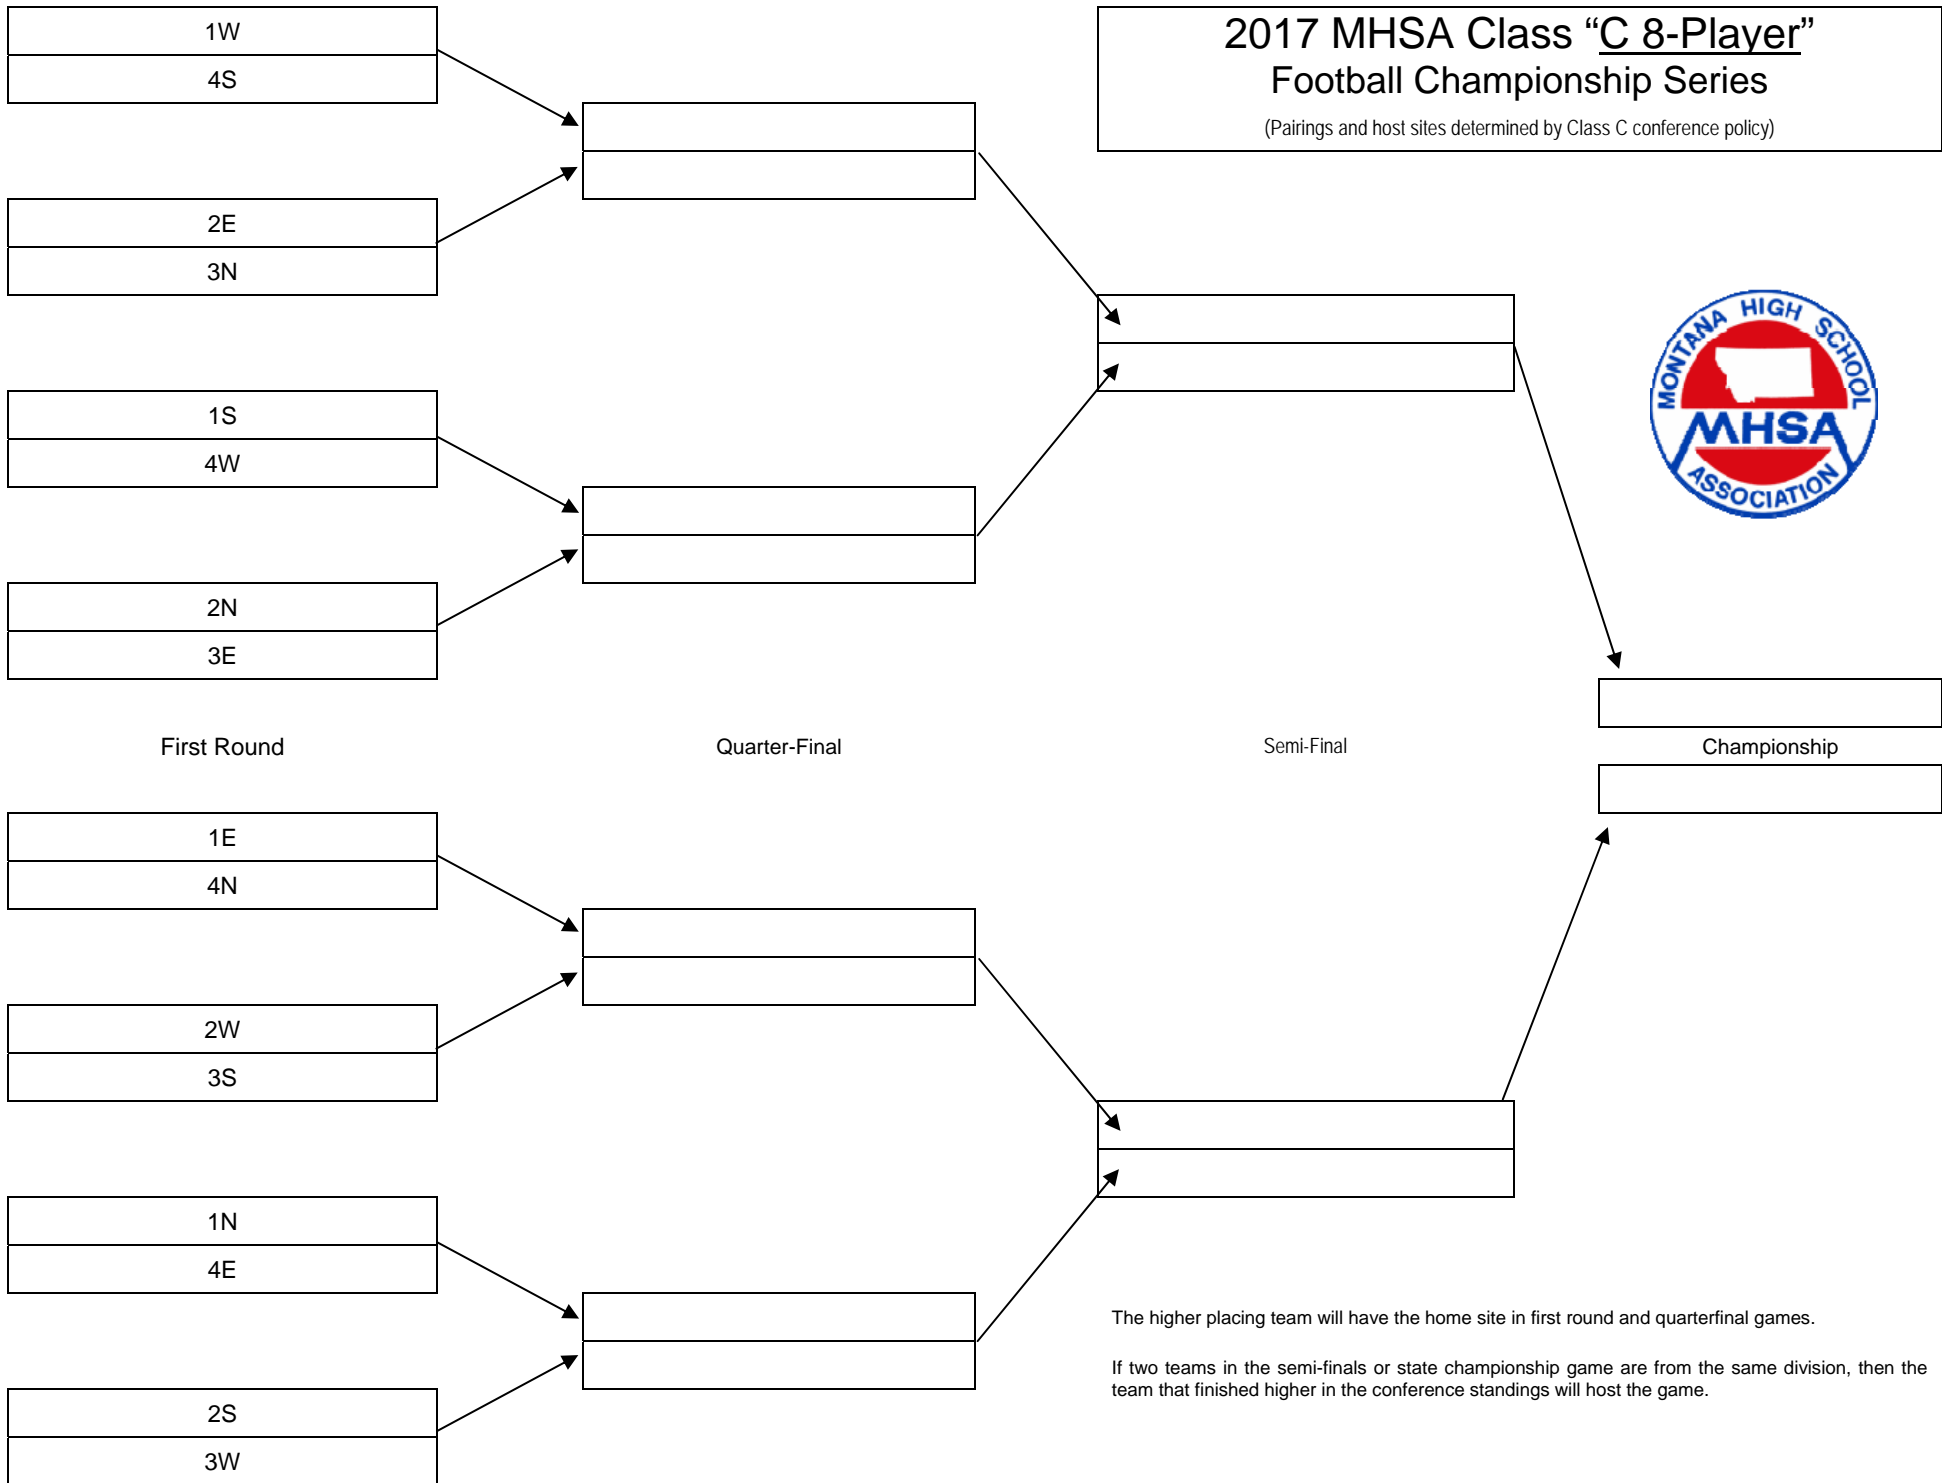 1W
4S
2E
3N
1S
4W
2N
3E
2017 MHSA Class “C 8-Player”
Football Championship Series
(Pairings and host sites determined by Class C conference policy)
MONTANA HIGH SCHOOL
MHSA
ASSOCIATION
First Round
Quarter-Final
Semi-Final
Championship
1E
4N
2W
3S
1N
4E
2S
3W
The higher placing team will have the home site in first round and quarterfinal games.
If two teams in the semi-finals or state championship game are from the same division, then the
team that finished higher in the conference standings will host the game.